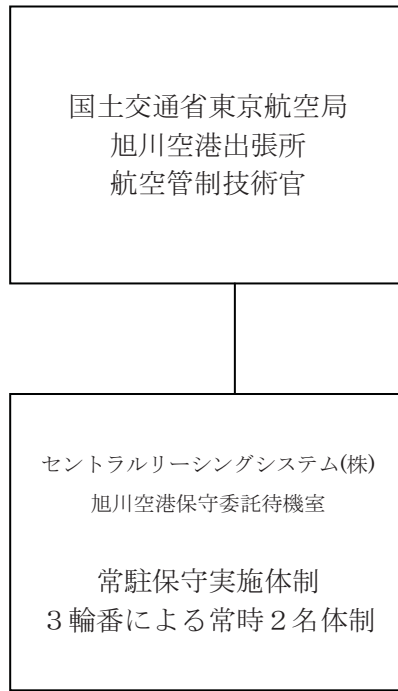 国土交通省東京航空局
旭川空港出張所
航空管制技術官
セントラルリーシングシステム(株)
旭川空港保守委託待機室
常駐保守実施体制
３輪番による常時２名体制